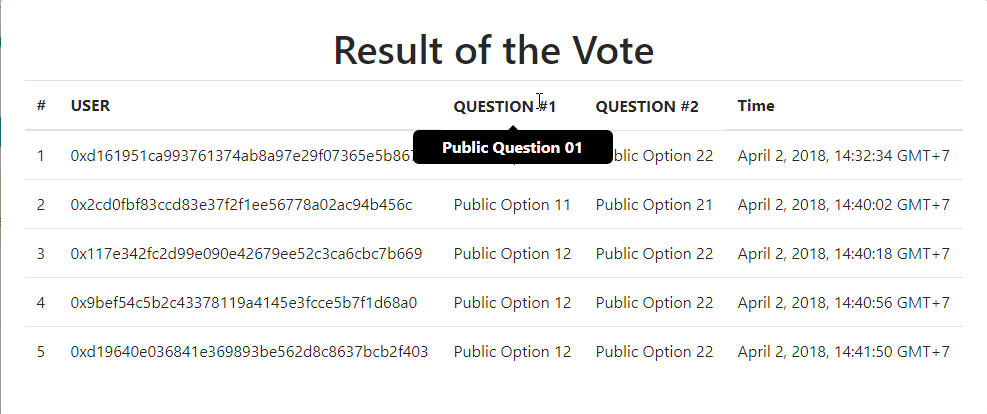 Result of the Vote
# USER QUESTION #1 QUESTION #2 Time
Public Question 01
1 0xd161951ca993761374ab8a97e29f07365e5b867 Option 22 April 2, 2018, 14:32:34 GMT+7
2 0x2cd0fbf83ccd83e37f2f1ee56778a02ac94b456c Public Option 11 Public Option 21 April 2, 2018, 14:40:02 GMT+7
3 0x117e342fc2d99e090e42679ee52c3ca6cbc7b669 Public Option 12 Public Option 22 April 2, 2018, 14:40:18 GMT+7
4 0x9bef54c5b2c43378119a4145e3fcce5b7f1d68a0 Public Option 12 Public Option 22 April 2, 2018, 14:40:56 GMT+7
5 0xd19640e036841e369893be562d8c8637bcb2f403 Public Option 12 Public Option 22 April 2, 2018, 14:41:50 GMT+7